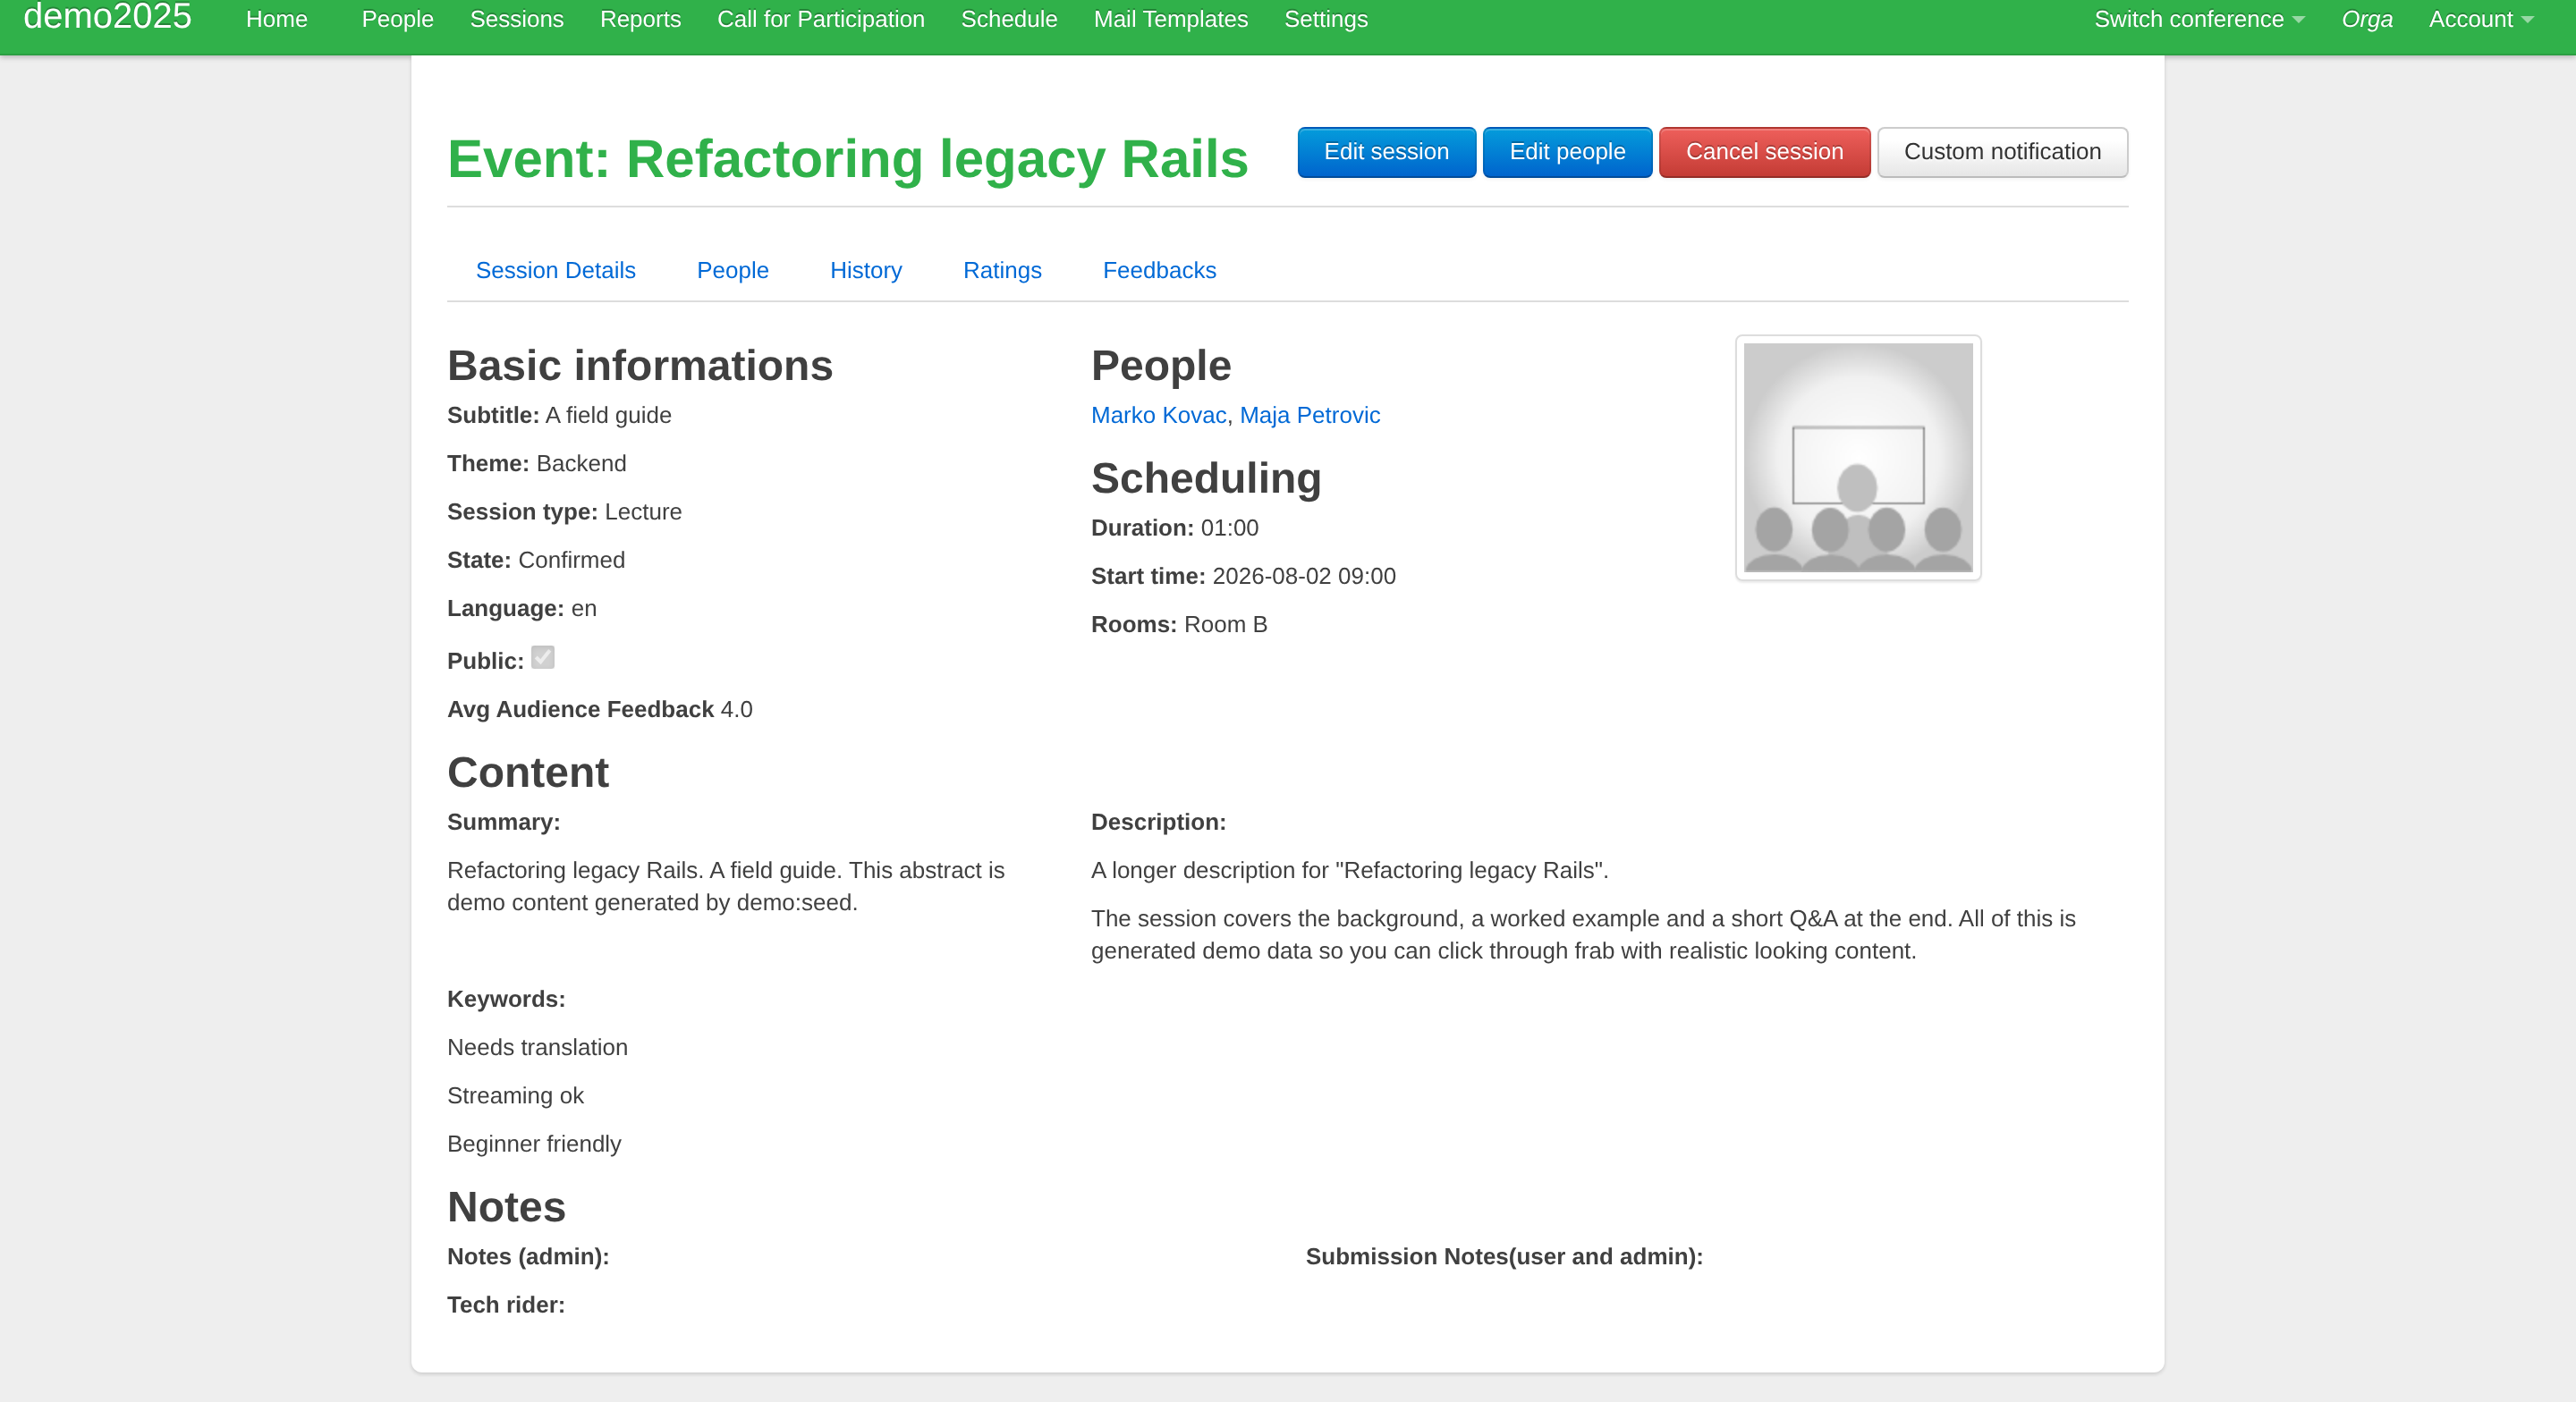 demo2025 Home People Sessions Reports Call for Participation Schedule Mail Templates Settings Switch conference Orga Account
Event: Refactoring legacy Rails
Edit session Edit people Cancel session Custom notification
Session Details People History Ratings Feedbacks
Basic informations
Subtitle: A field guide
Theme: Backend
Session type: Lecture
State: Confirmed
Language: en
Public:
Avg Audience Feedback 4.0
People
Marko Kovac, Maja Petrovic
Scheduling
Duration: 01:00
Start time: 2026-08-02 09:00
Rooms: Room B
Content
Summary:
Refactoring legacy Rails. A field guide. This abstract is
demo content generated by demo:seed.
Description:
A longer description for "Refactoring legacy Rails".
The session covers the background, a worked example and a short Q&A at the end. All of this is
generated demo data so you can click through frab with realistic looking content.
Keywords:
Needs translation
Streaming ok
Beginner friendly
Notes
Notes (admin):
Submission Notes(user and admin):
Tech rider: